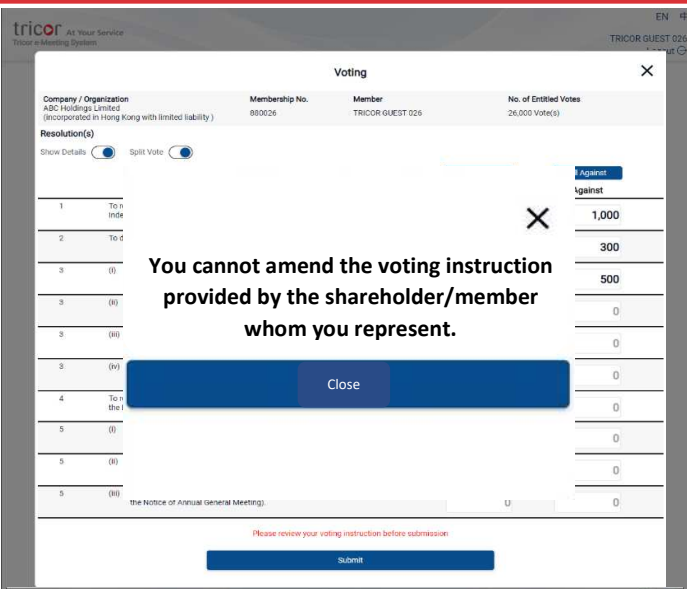 EN 中
tricor At Your Service
Tricor e-Meeting System
TRICOR GUEST 026
Voting
Company / Organization Membership No. Member No. of Entitled Votes
ABC Holdings Limited 880026 TRICOR GUEST 026 26,000 Vote(s)
(incorporated in Hong Kong with limited liability )
Resolution(s)
Show Details Split Vote
Against
Against
1 1,000
2 300
3 (I) 500
You cannot amend the voting instruction
provided by the shareholder/member
whom you represent.
3 (II) 0
3 (III) 0
3 (IV) 0
Close
4 0
5 (I) 0
5 (II) 0
5 (III) the Notice of Annual General Meeting). 0 0
Please review your voting instruction before submission
Submit